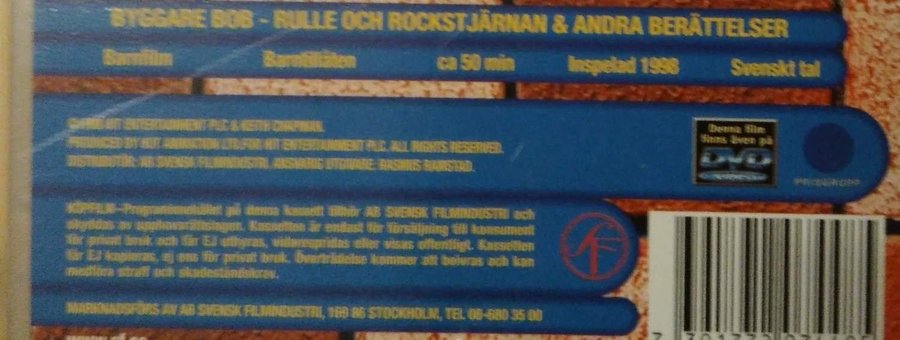 BYGGARE BOB - RULLE OCH ROCKSTJÄRNAN & ANDRA BERÄTTELSER
Barnfilm Barntillåten ca 50 min Inspelad 1998 Svenskt tal
HIT ENTERTAINMENT PLC & KEITH CHAPMAN.
PRODUCED BY HOT ANIMATION LTD. FOR HIT ENTERTAINMENT PLC. ALL RIGHTS RESERVED.
DISTRIBUTÖR: AB SVENSK FILMINDUSTRI, ANSVARIG UTGIVARE: RASMUS RAMSTAD.
Denna film
finns även på
DVD
VIDEO
PRISGRUPP
KÖPFILM–Programinnehållet på denna kassett tillhör AB SVENSK FILMINDUSTRI och
skyddas av upphovsrättslagen. Kassetten är endast för försäljning till konsument
för privat bruk och får EJ uthyras, vidarespridas eller visas offentligt. Kassetten
får EJ kopieras, ej ens för privat bruk. Överträdelse kommer att beivras och kan
medföra straff och skadeståndskrav.
SF
MARKNADSFÖRS AV AB SVENSK FILMINDUSTRI, 169 86 STOCKHOLM, TEL 08-680 35 00